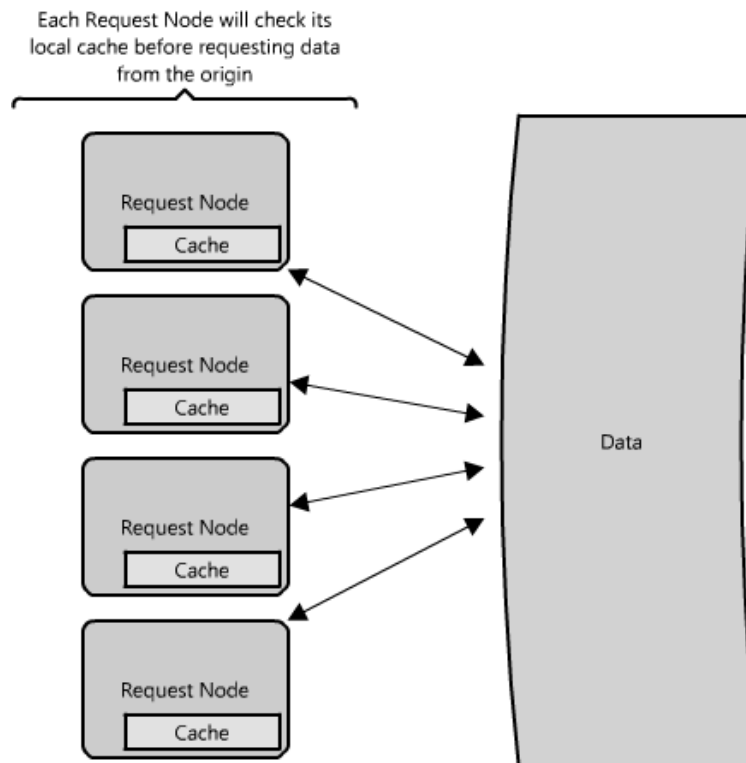 Each Request Node will check its
local cache before requesting data
from the origin
Request Node
Cache
Request Node
Cache
Data
Request Node
Cache
Request Node
Cache